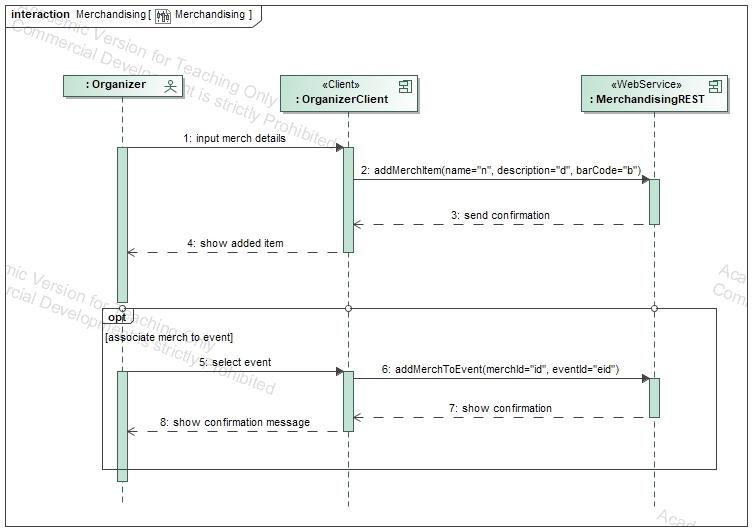 interaction Merchandising [ Merchandising ]
Academic Version for Teaching Only
Commercial Development is strictly Prohibited
: Organizer
«Client»
: OrganizerClient
«WebService»
: MerchandisingREST
1: input merch details
2: addMerchItem(name="n", description="d", barCode="b")
3: send confirmation
4: show added item
Academic Version for Teaching Only
Commercial Development is strictly Prohibited
Acad
Comm
opt
[associate merch to event]
5: select event
6: addMerchToEvent(merchId="id", eventId="eid")
7: show confirmation
8: show confirmation message
Acad